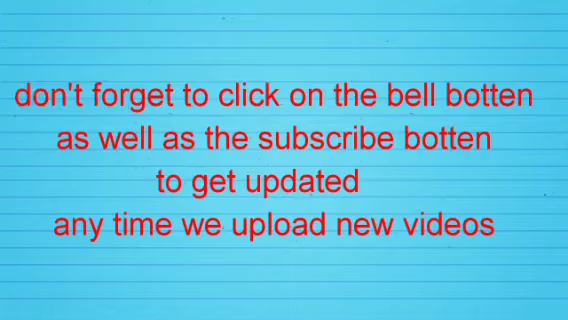 don't forget to click on the bell botten
as well as the subscribe botten
to get updated
any time we upload new videos